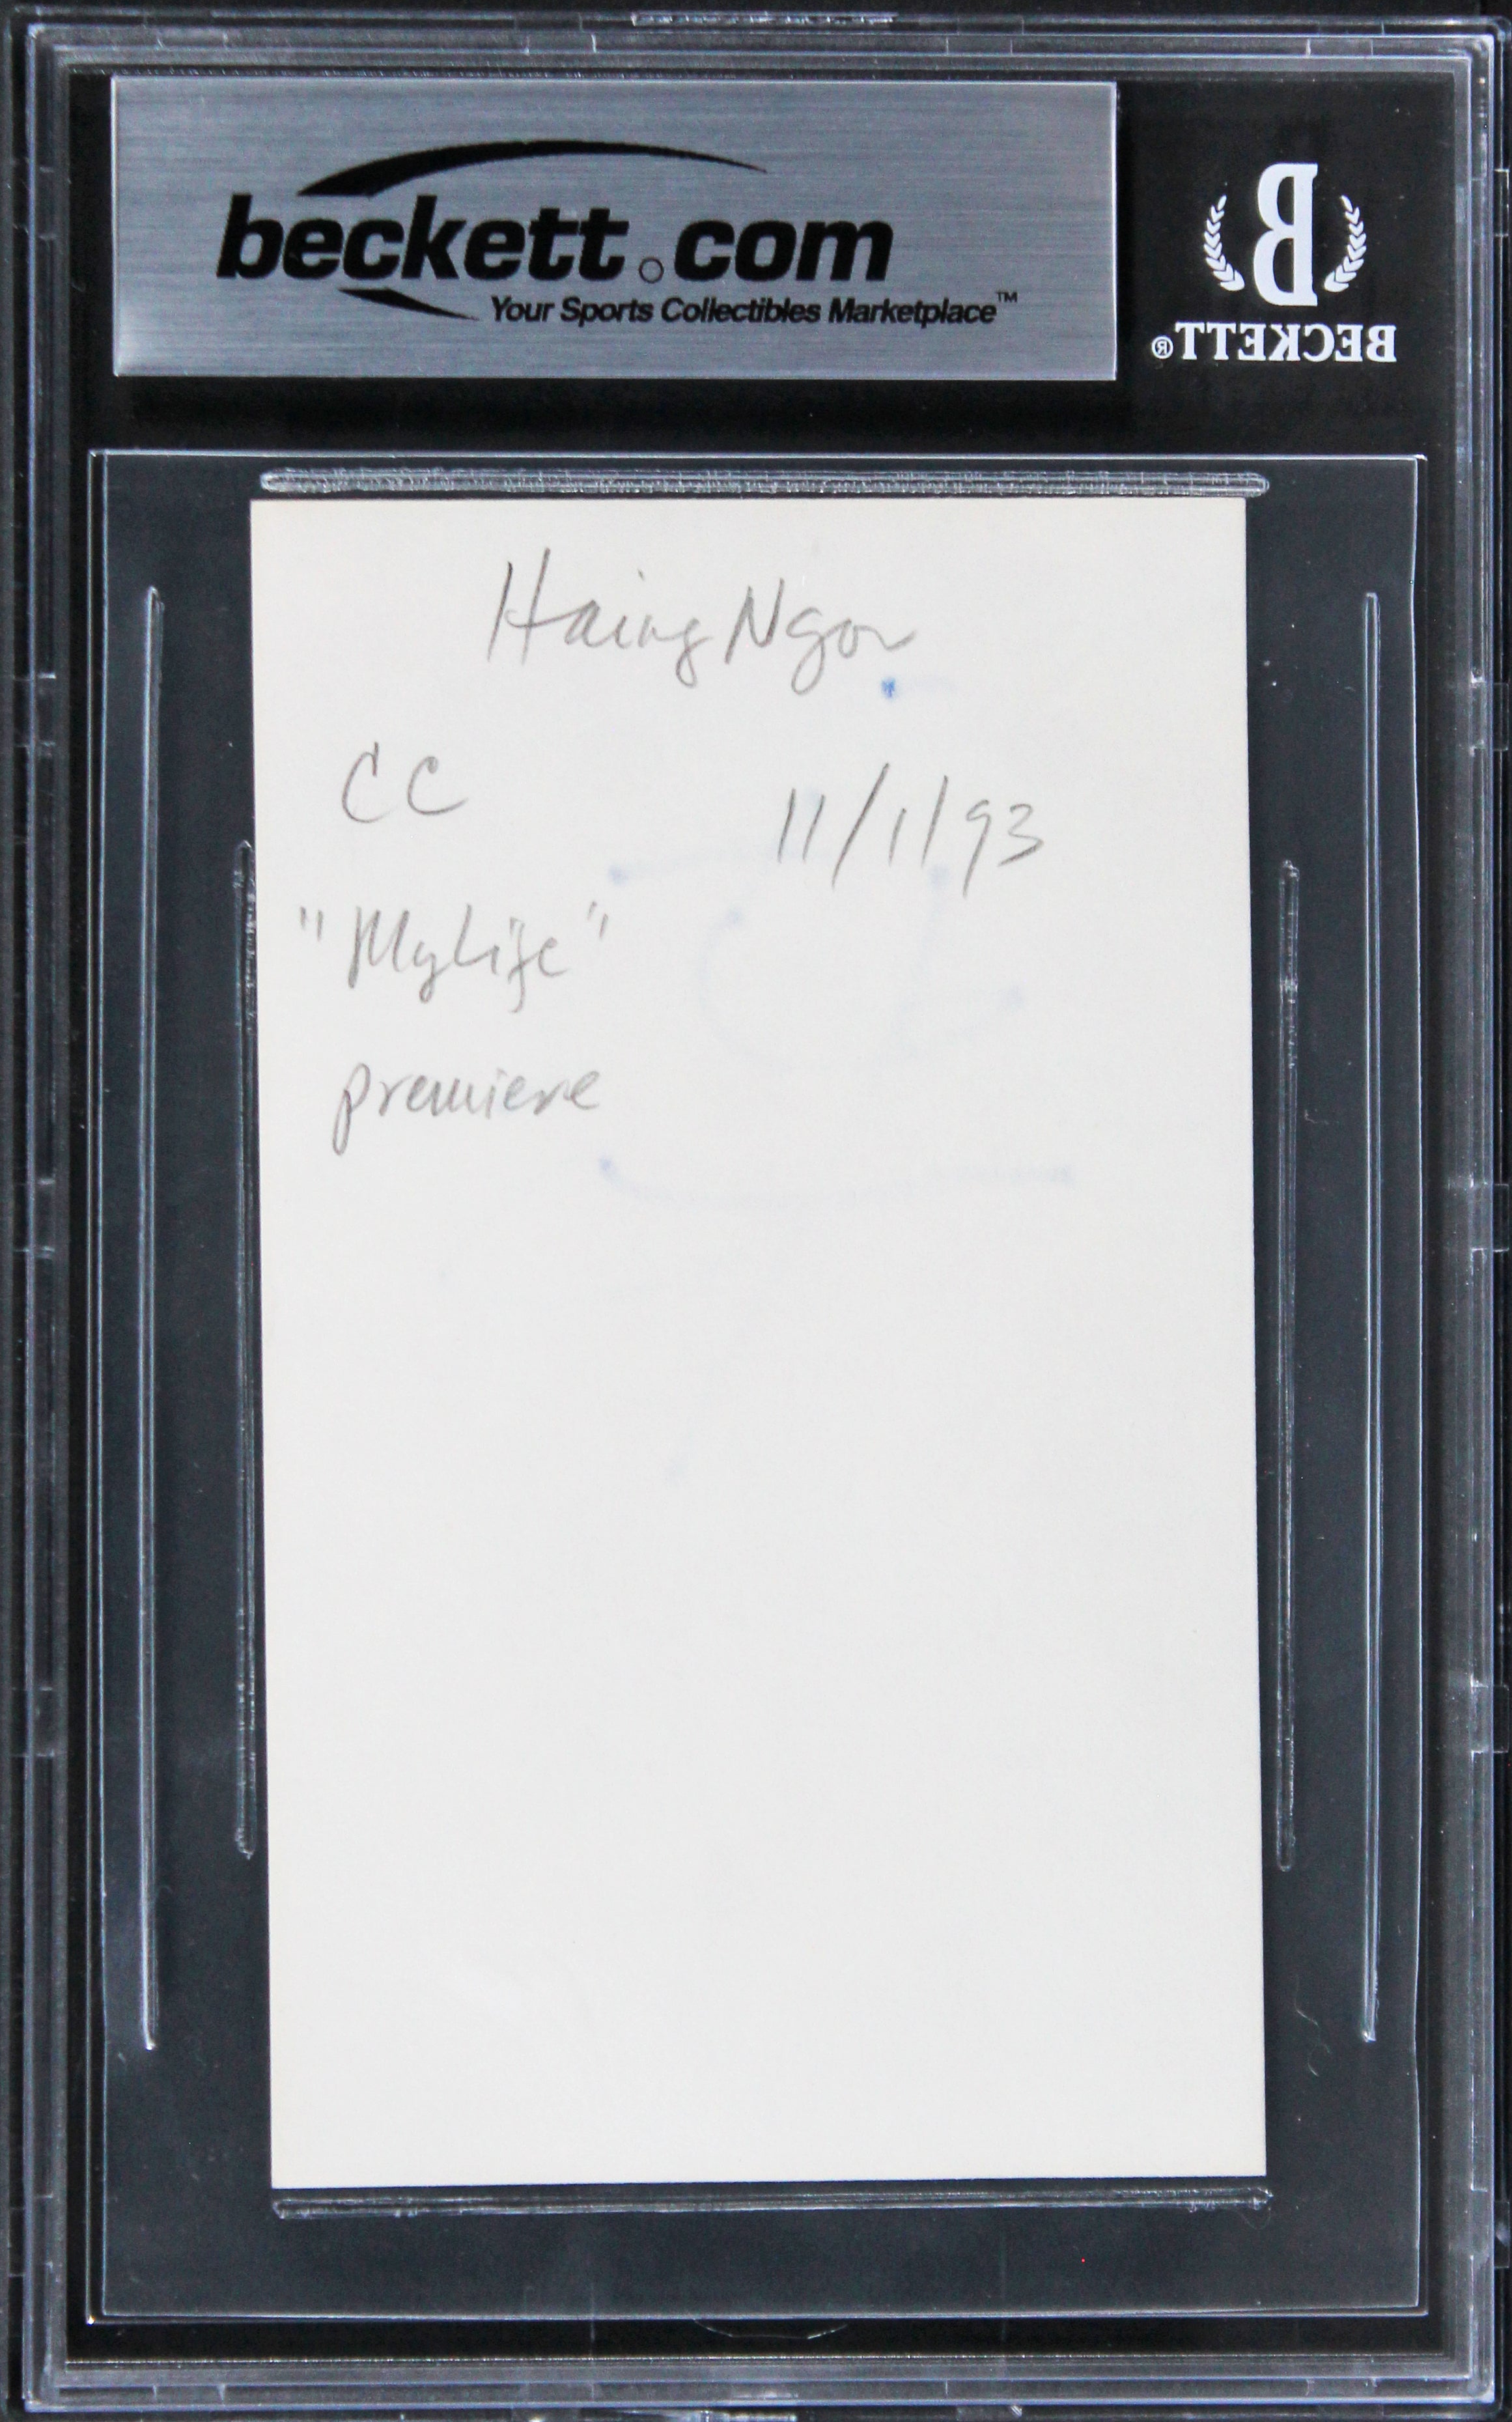 beckett.com
Your Sports Collectibles Marketplace™
B
BECKETT®
Haing Ngor
CC
11/1/93
"My Life"
premiere